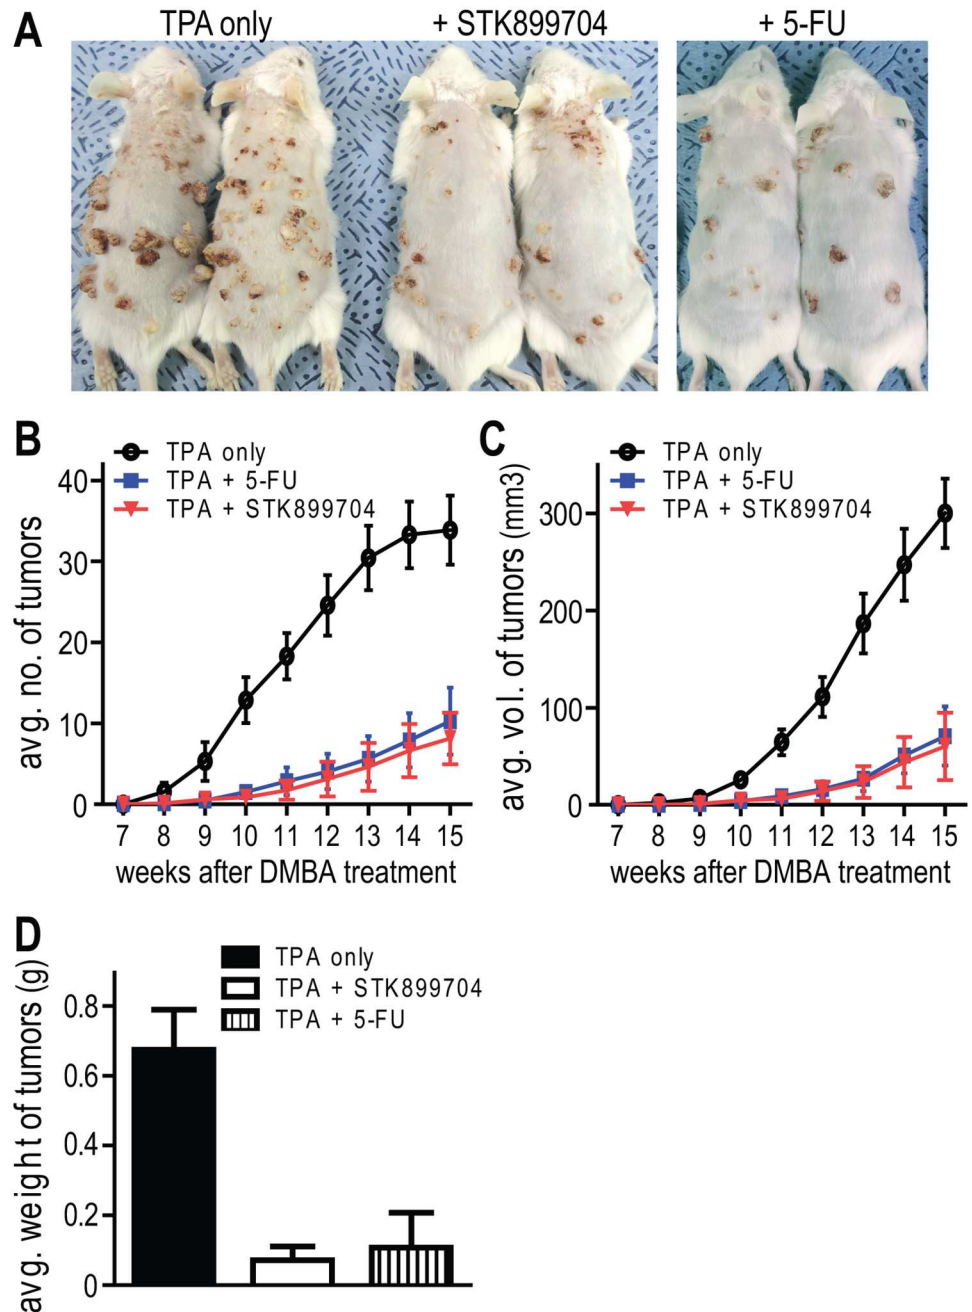 A
TPA only
+ STK899704
+ 5-FU
B
TPA only
TPA + 5-FU
TPA + STK899704
avg. no. of tumors
40
30
20
10
0
7 8 9 10 11 12 13 14 15
weeks after DMBA treatment
C
TPA only
TPA + 5-FU
TPA + STK899704
avg. vol. of tumors (mm3)
300
200
100
0
7 8 9 10 11 12 13 14 15
weeks after DMBA treatment
D
TPA only
TPA + STK899704
TPA + 5-FU
avg. weight of tumors (g)
0.8
0.6
0.4
0.2
0